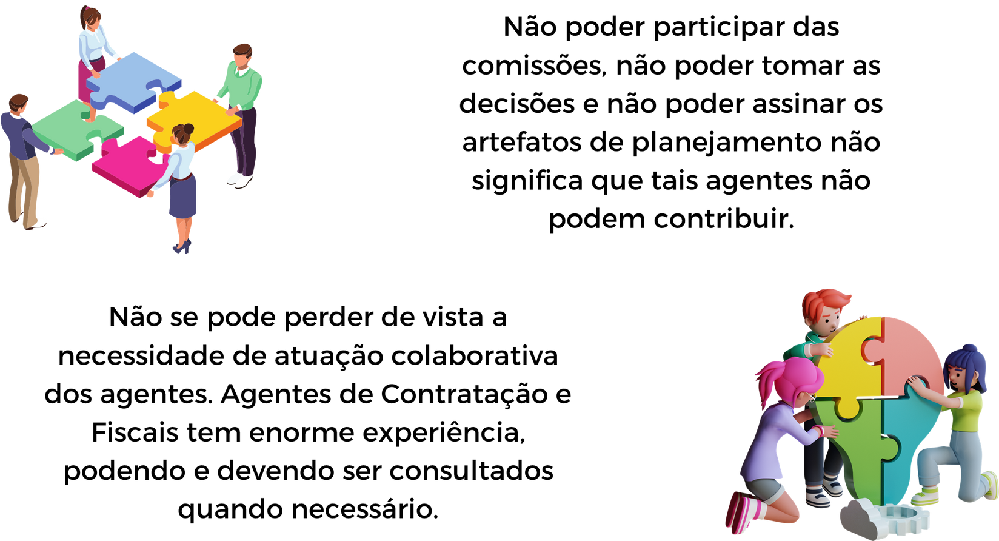 Não poder participar das
comissões, não poder tomar as
decisões e não poder assinar os
artefatos de planejamento não
significa que tais agentes não
podem contribuir.
Não se pode perder de vista a
necessidade de atuação colaborativa
dos agentes. Agentes de Contratação e
Fiscais tem enorme experiência,
podendo e devendo ser consultados
quando necessário.